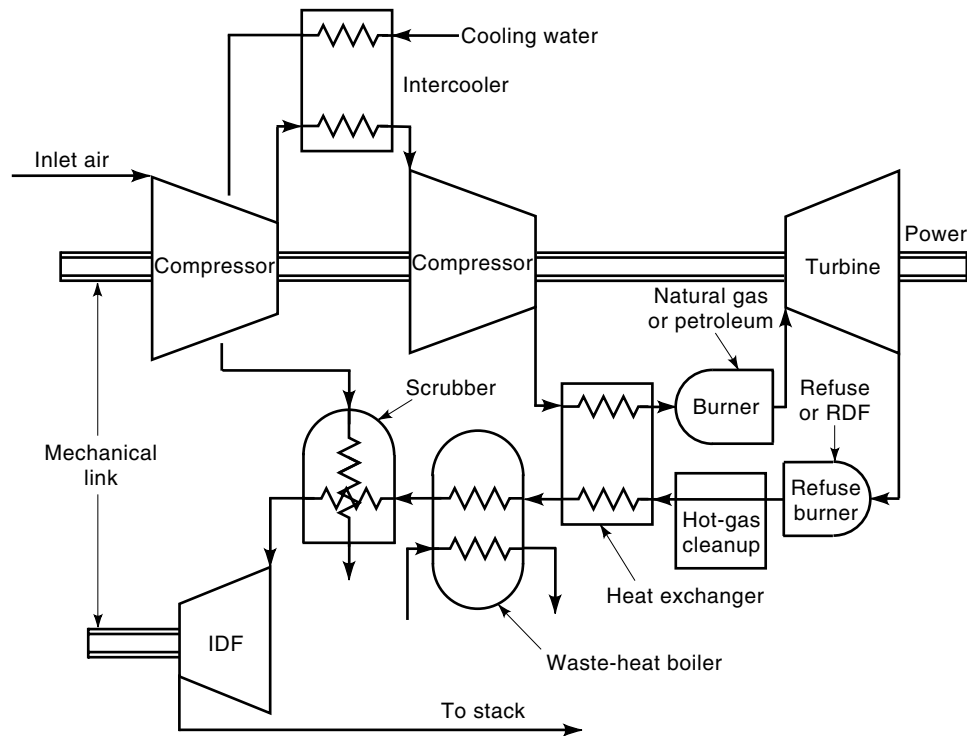 Cooling water
Intercooler
Inlet air
Compressor
Compressor
Turbine
Power
Natural gas
or petroleum
Burner
Refuse
or RDF
Scrubber
Mechanical
link
Refuse
burner
Hot-gas
cleanup
Heat exchanger
IDF
Waste-heat boiler
To stack